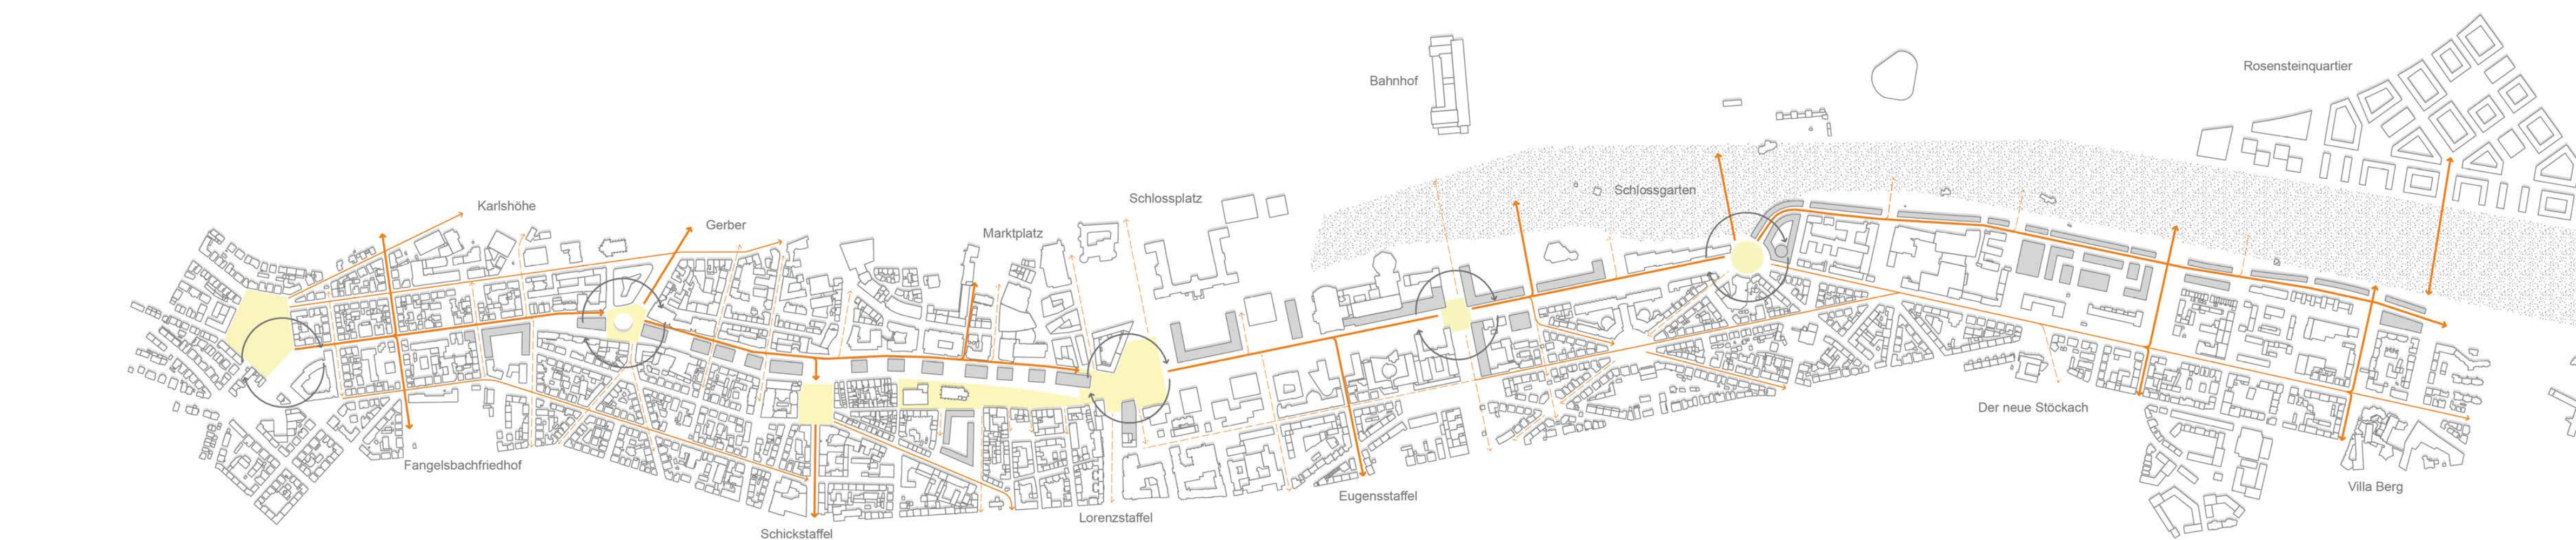 Rosensteinquartier
Bahnhof
Schlossgarten
Schlossplatz
Karlshöhe
Gerber
Marktplatz
Der neue Stöckach
Fangelsbachfriedhof
Villa Berg
Eugensstaffel
Lorenzstaffel
Schickstaffel